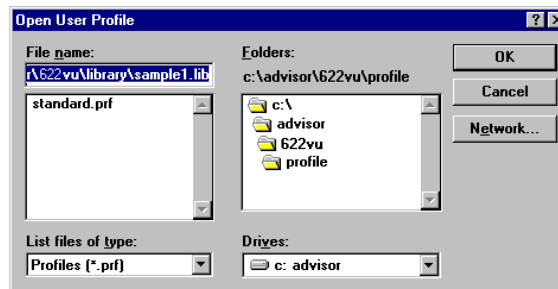 Open User Profile
File name:
r\622vu\library\sample1.lib
standard.prf
List files of type:
Profiles (*.prf)
Folders:
c:\advisor\622vu\profile
c:\
advisor
622vu
profile
Drives:
c: advisor
OK
Cancel
Network...